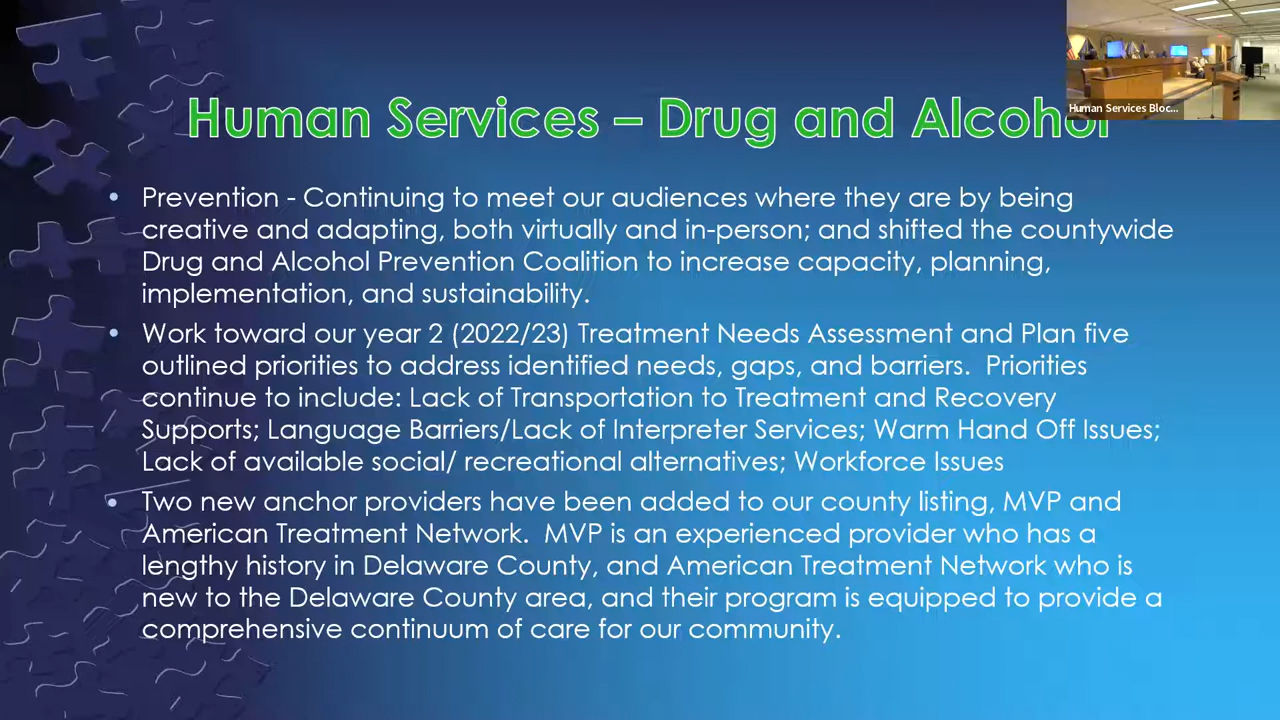 Human Services – Drug and Alcohol
Human Services Bloc...
• Prevention - Continuing to meet our audiences where they are by being
creative and adapting, both virtually and in-person; and shifted the countywide
Drug and Alcohol Prevention Coalition to increase capacity, planning,
implementation, and sustainability.
• Work toward our year 2 (2022/23) Treatment Needs Assessment and Plan five
outlined priorities to address identified needs, gaps, and barriers.  Priorities
continue to include: Lack of Transportation to Treatment and Recovery
Supports; Language Barriers/Lack of Interpreter Services; Warm Hand Off Issues;
Lack of available social/ recreational alternatives; Workforce Issues
• Two new anchor providers have been added to our county listing, MVP and
American Treatment Network.  MVP is an experienced provider who has a
lengthy history in Delaware County, and American Treatment Network who is
new to the Delaware County area, and their program is equipped to provide a
comprehensive continuum of care for our community.